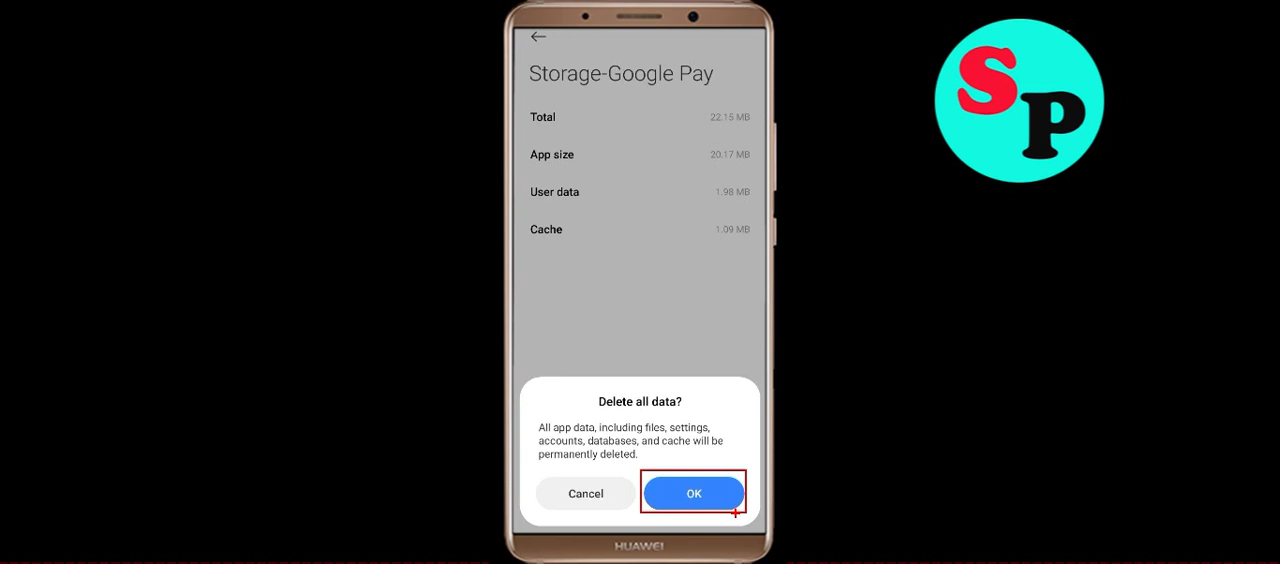 Storage-Google Pay
Total 22.15 MB
App size 20.17 MB
User data 1.98 MB
Cache 1.09 MB
Delete all data?
All app data, including files, settings,
accounts, databases, and cache will be
permanently deleted.
Cancel OK
HUAWEI
SP